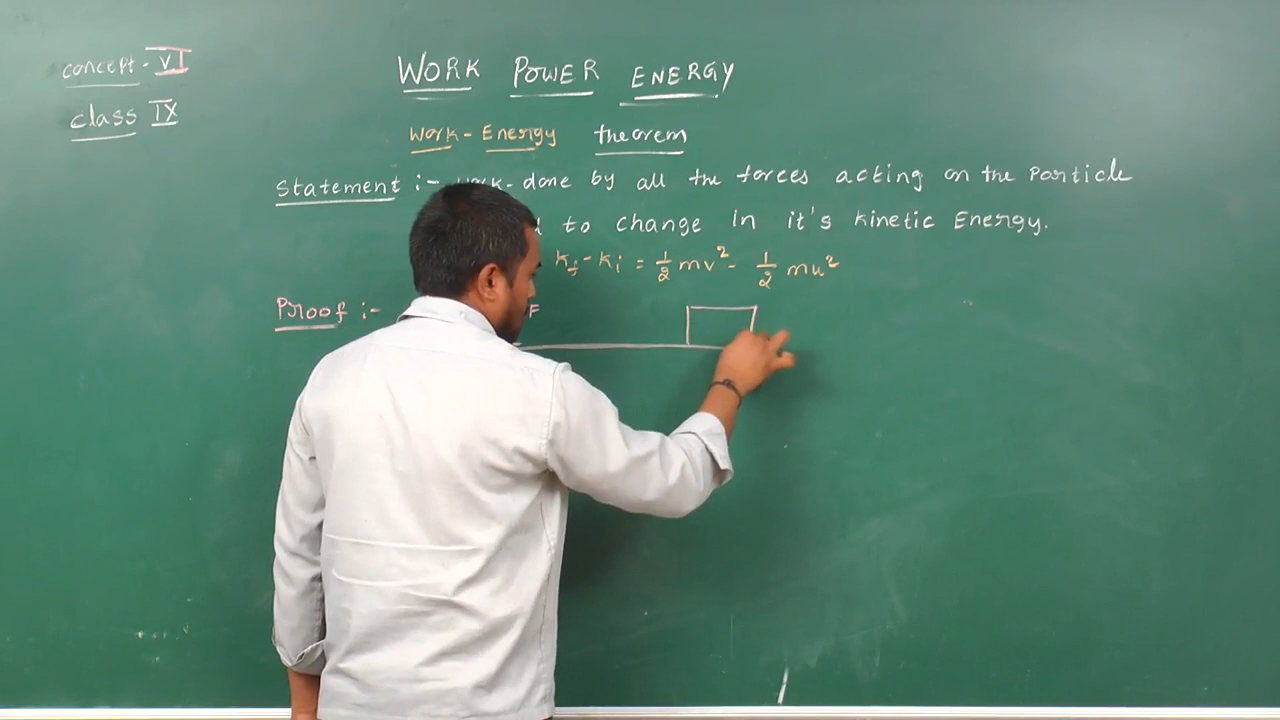 concept - VI
class IX
WORK POWER ENERGY
Work - Energy theorem
Statement :- work-done by all the forces acting on the Particle
to change in it's kinetic Energy.
Kf - Ki = 1/2 mv² - 1/2 mu²
Proof :- F